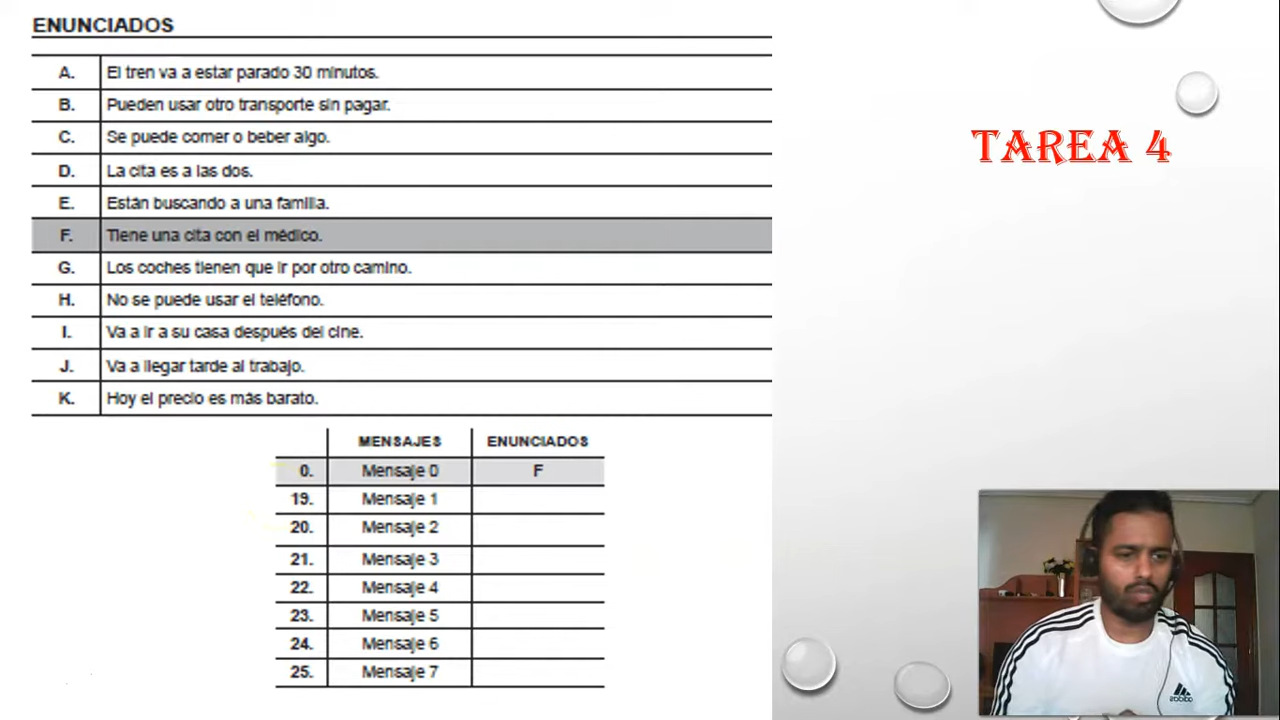 ENUNCIADOS
A. El tren va a estar parado 30 minutos.
B. Pueden usar otro transporte sin pagar.
C. Se puede comer o beber algo.
D. La cita es a las dos.
E. Están buscando a una familia.
F. Tiene una cita con el médico.
G. Los coches tienen que ir por otro camino.
H. No se puede usar el teléfono.
I. Va a ir a su casa después del cine.
J. Va a llegar tarde al trabajo.
K. Hoy el precio es más barato.
MENSAJES ENUNCIADOS
0. Mensaje 0 F
19. Mensaje 1
20. Mensaje 2
21. Mensaje 3
22. Mensaje 4
23. Mensaje 5
24. Mensaje 6
25. Mensaje 7
TAREA 4
adidas